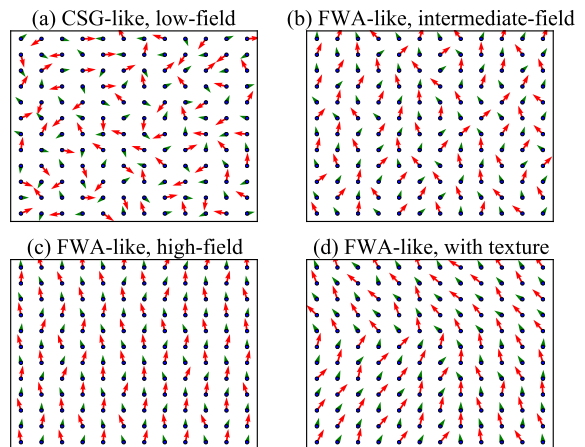 (a) CSG-like, low-field
(b) FWA-like, intermediate-field
(c) FWA-like, high-field
(d) FWA-like, with texture